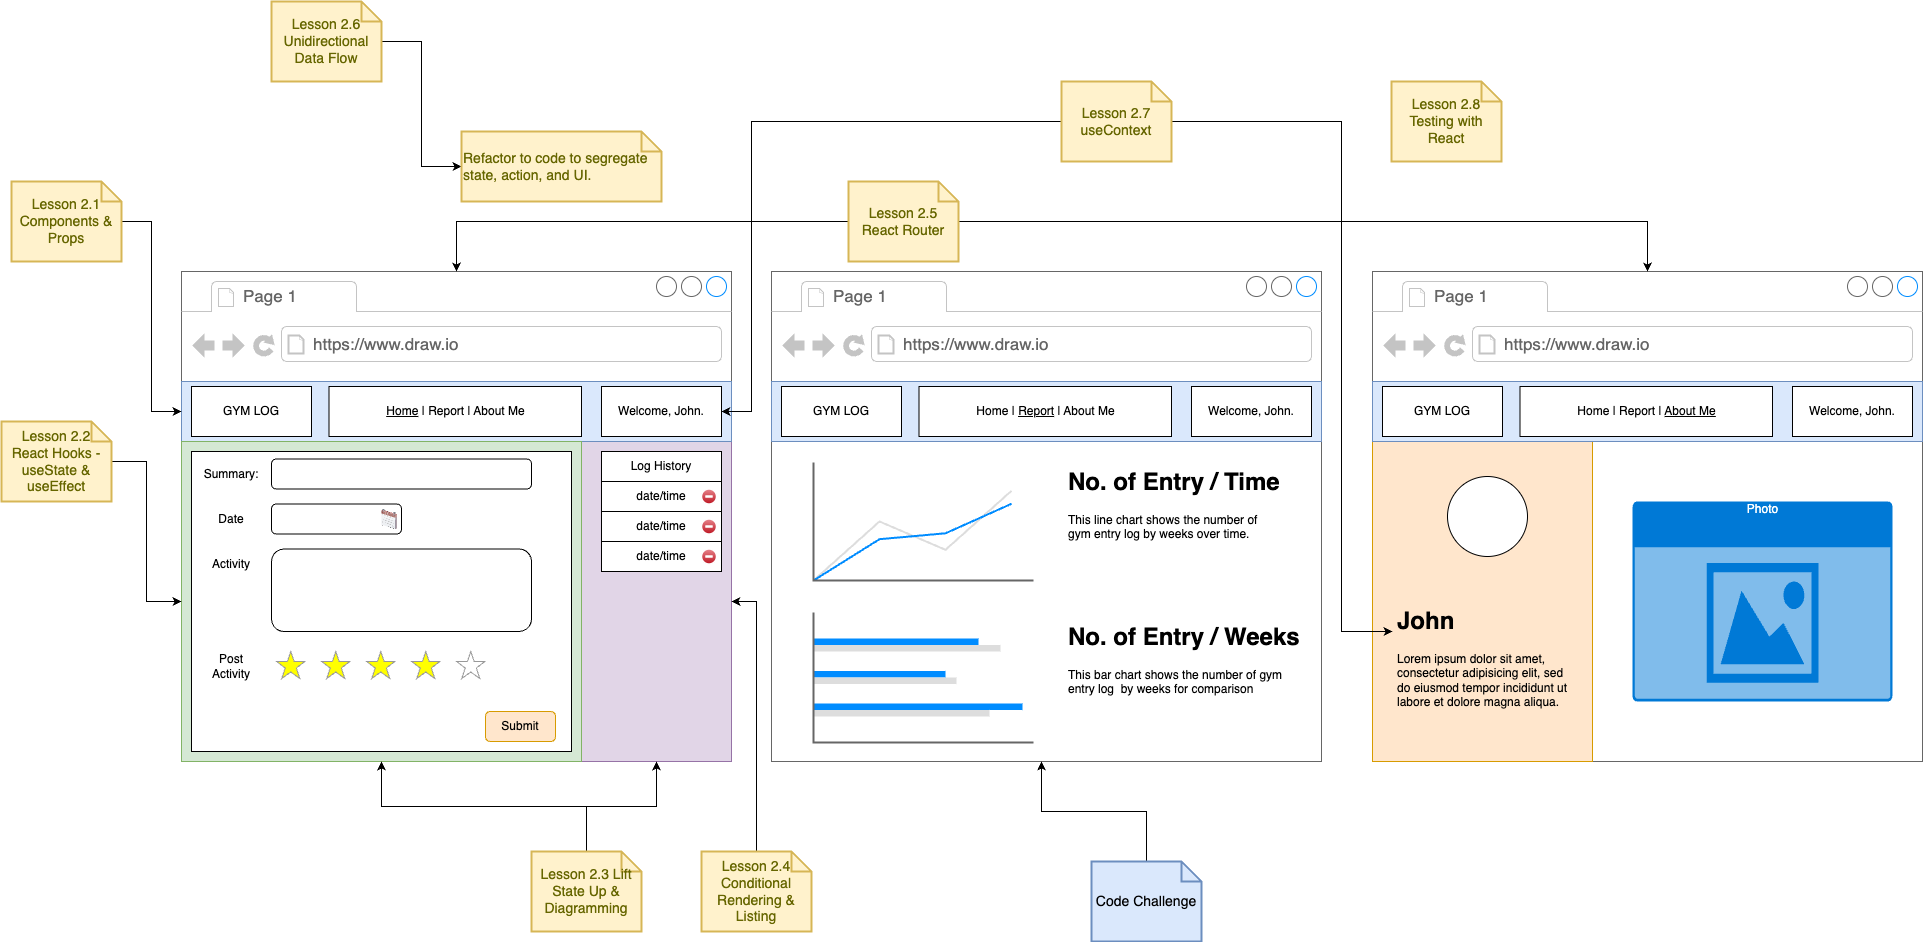 Lesson 2.6
Unidirectional
Data Flow
Lesson 2.7
useContext
Lesson 2.8
Testing with
React
Refactor to code to segregate
state, action, and UI.
Lesson 2.1
Components &
Props
Lesson 2.5
React Router
Lesson 2.2
React Hooks -
useState &
useEffect
Page 1
https://www.draw.io
GYM LOG
Home | Report | About Me
Welcome, John.
Summary:
Date
Activity
Post
Activity
Submit
Log History
date/time
date/time
date/time
Page 1
https://www.draw.io
GYM LOG
Home | Report | About Me
Welcome, John.
No. of Entry / Time
This line chart shows the number of
gym entry log by weeks over time.
No. of Entry / Weeks
This bar chart shows the number of gym
entry log  by weeks for comparison
Page 1
https://www.draw.io
GYM LOG
Home | Report | About Me
Welcome, John.
John
Lorem ipsum dolor sit amet,
consectetur adipisicing elit, sed
do eiusmod tempor incididunt ut
labore et dolore magna aliqua.
Photo
Lesson 2.3 Lift
State Up &
Diagramming
Lesson 2.4
Conditional
Rendering &
Listing
Code Challenge